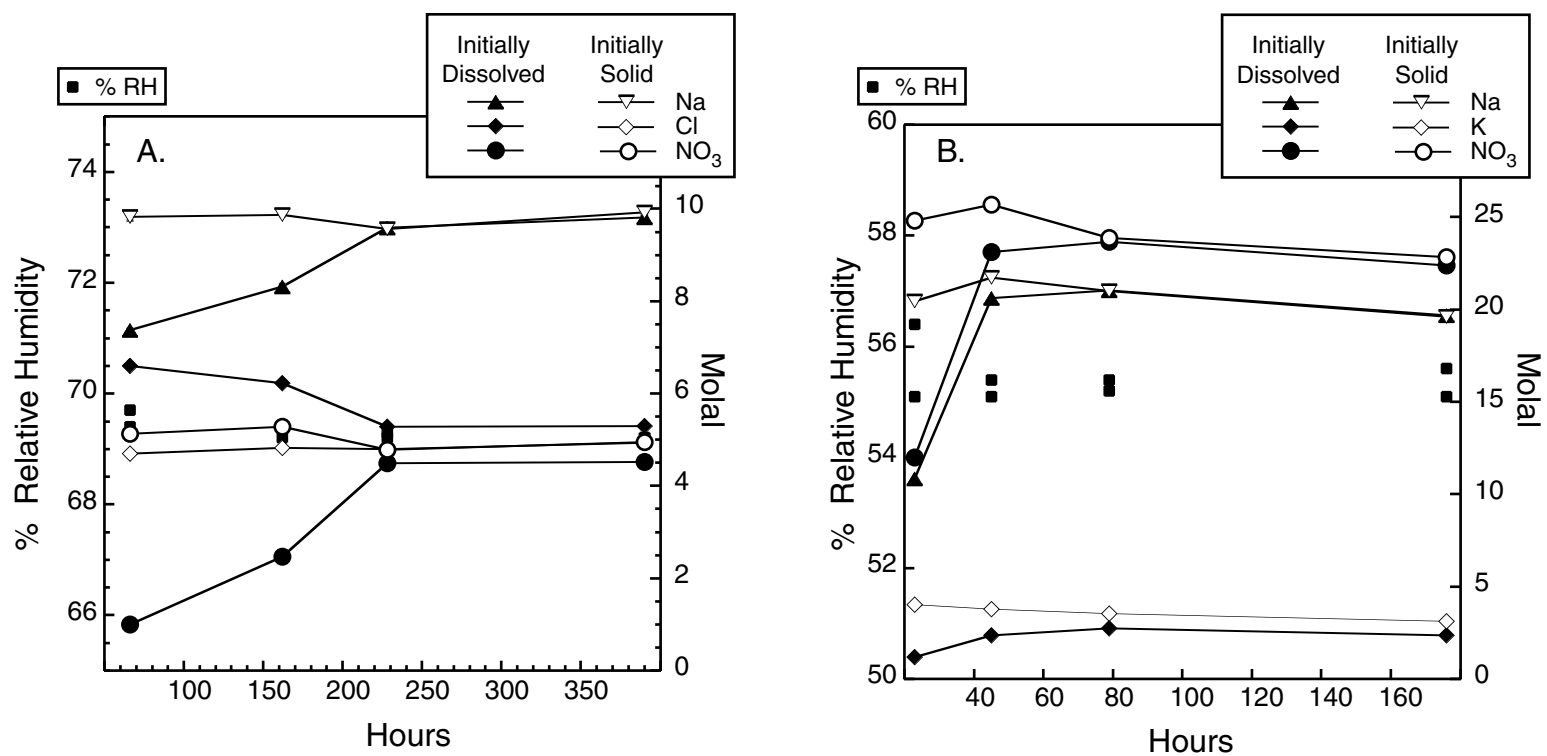 Initially Initially
Dissolved Solid
Na
Cl
NO3
% RH
A.
74
72
70
68
66
% Relative Humidity
10
8
6
4
2
0
Molal
100 150 200 250 300 350
Hours
Initially Initially
Dissolved Solid
Na
K
NO3
% RH
B.
60
58
56
54
52
50
% Relative Humidity
25
20
15
10
5
0
Molal
40 60 80 100 120 140 160
Hours